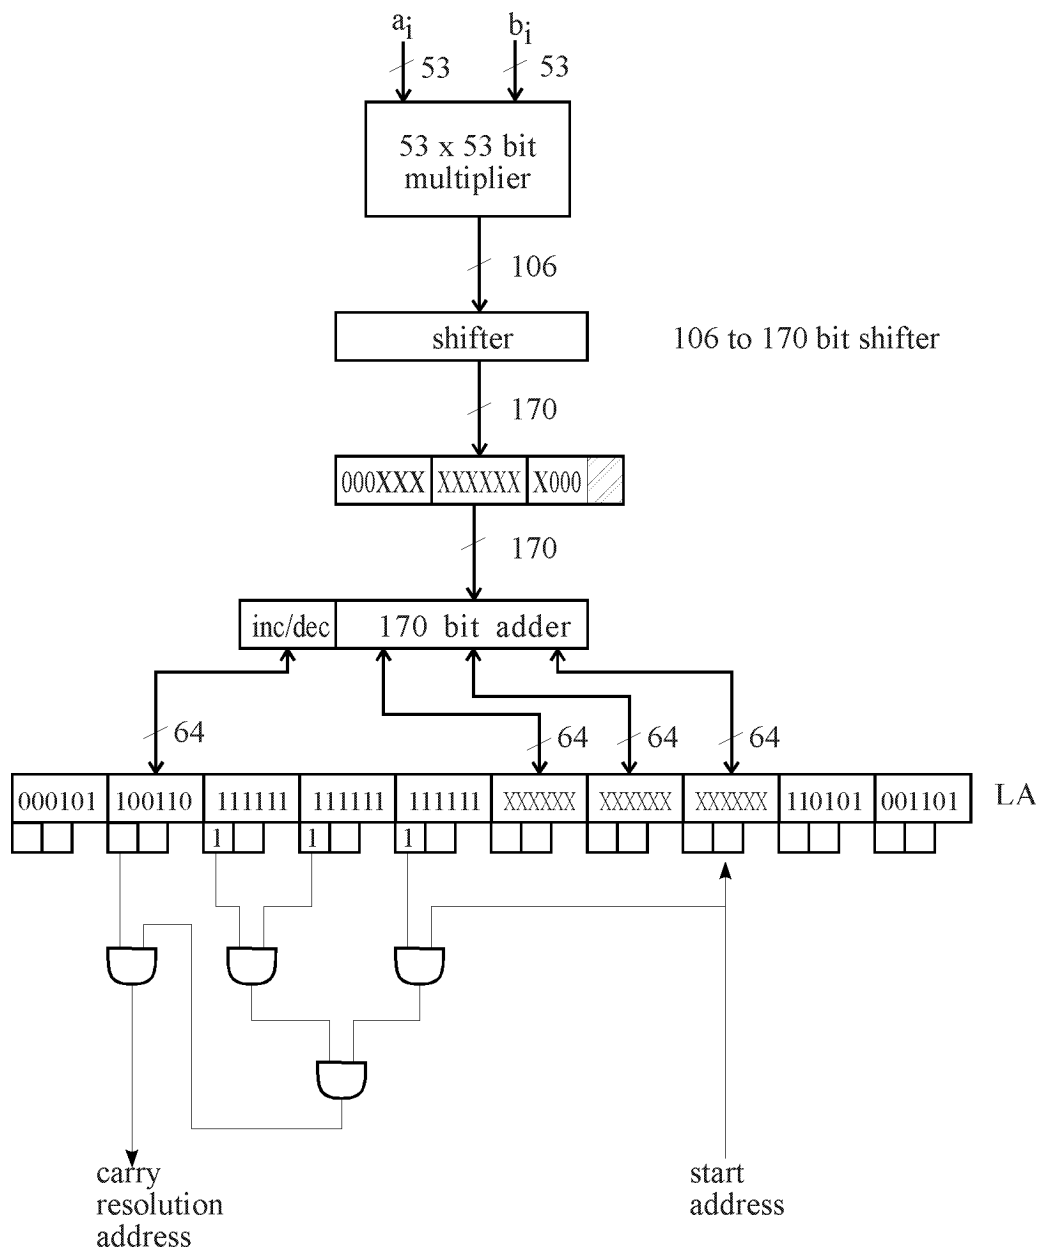 ai bi
53 53
53 x 53 bit
multiplier
106
shifter 106 to 170 bit shifter
170
000XXX XXXXXX X000
170
inc/dec 170 bit adder
64 64 64 64
000101 100110 111111 111111 111111 XXXXXX XXXXXX XXXXXX 110101 001101 LA
1 1 1
carry
resolution
address
start
address